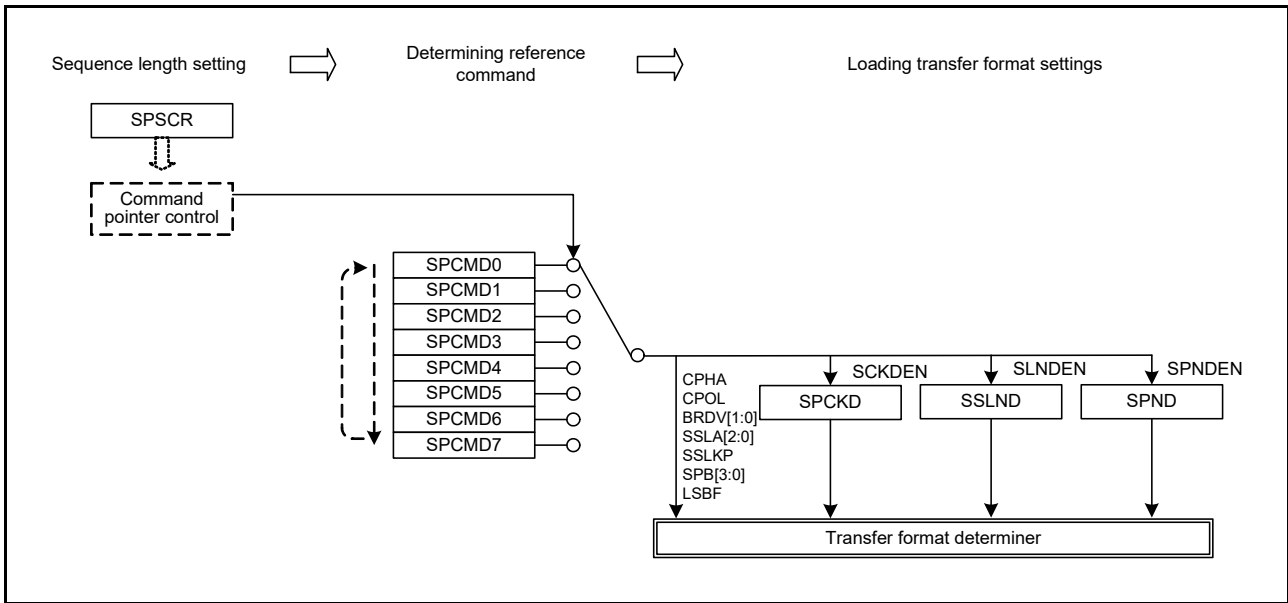 Sequence length setting
Determining reference
command
Loading transfer format settings
SPSCR
Command
pointer control
SPCMD0
SPCMD1
SPCMD2
SPCMD3
SPCMD4
SPCMD5
SPCMD6
SPCMD7
CPHA
CPOL
BRDV[1:0]
SSLA[2:0]
SSLKP
SPB[3:0]
LSBF
SCKDEN
SPCKD
SLNDEN
SSLND
SPNDEN
SPND
Transfer format determiner